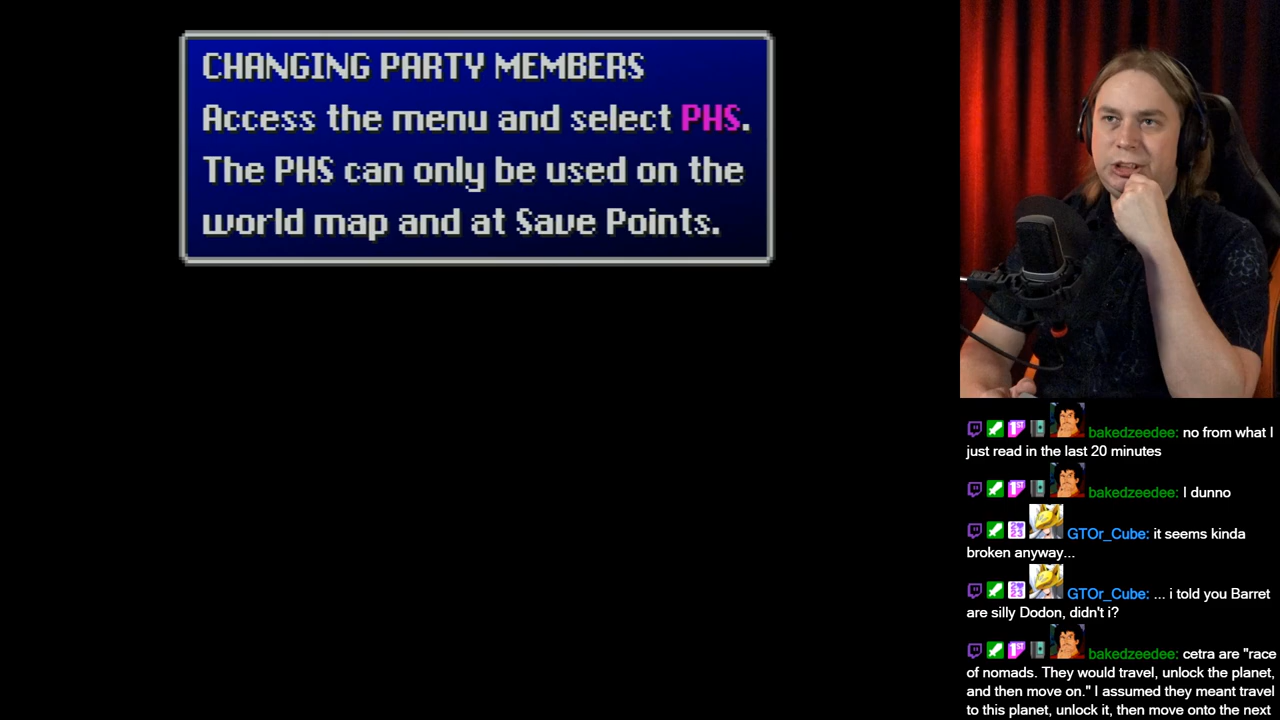 CHANGING PARTY MEMBERS
Access the menu and select PHS.
The PHS can only be used on the
world map and at Save Points.
bakedzeedee: no from what I
just read in the last 20 minutes
bakedzeedee: I dunno
GTOr_Cube: it seems kinda
broken anyway...
GTOr_Cube: ... i told you Barret
are silly Dodon, didn't i?
bakedzeedee: cetra are "race
of nomads. They would travel, unlock the planet,
and then move on." I assumed they meant travel
to this planet, unlock it, then move onto the next